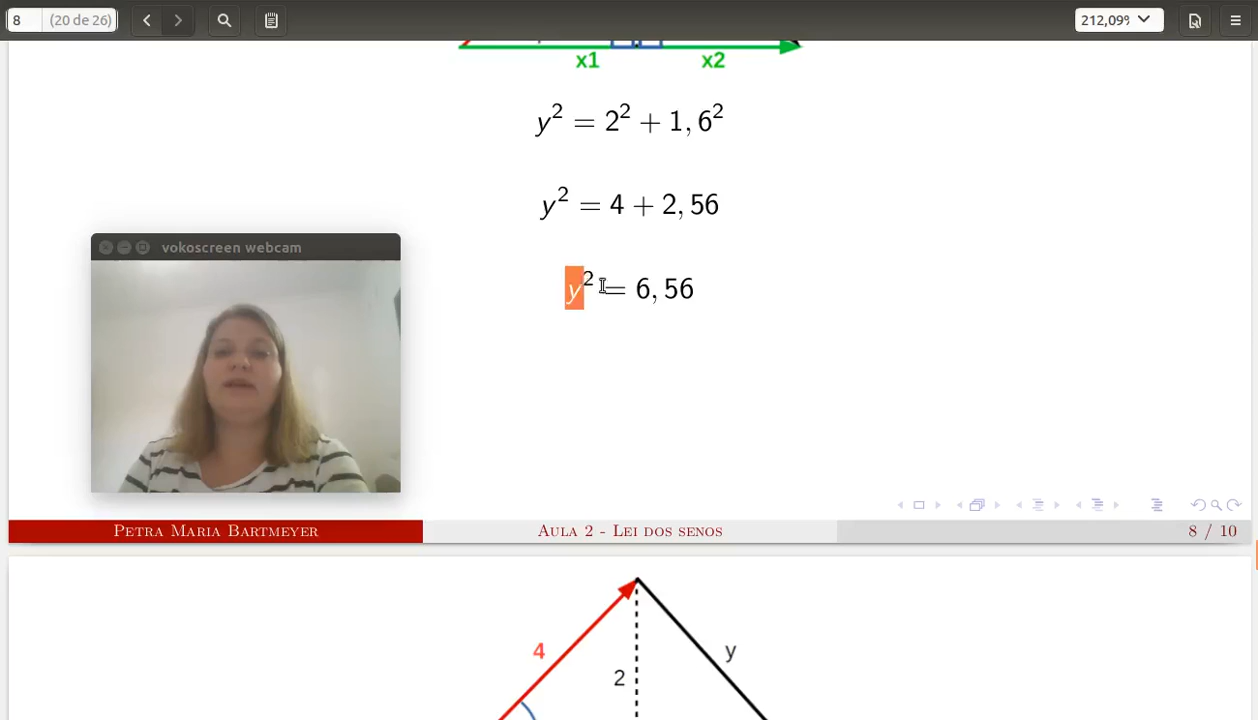 8 (20 de 26)
212,09%
x1 x2
y² = 2² + 1, 6²
y² = 4 + 2, 56
vokoscreen webcam
y² = 6, 56
PETRA MARIA BARTMEYER AULA 2 - LEI DOS SENOS 8 / 10
4
y
2